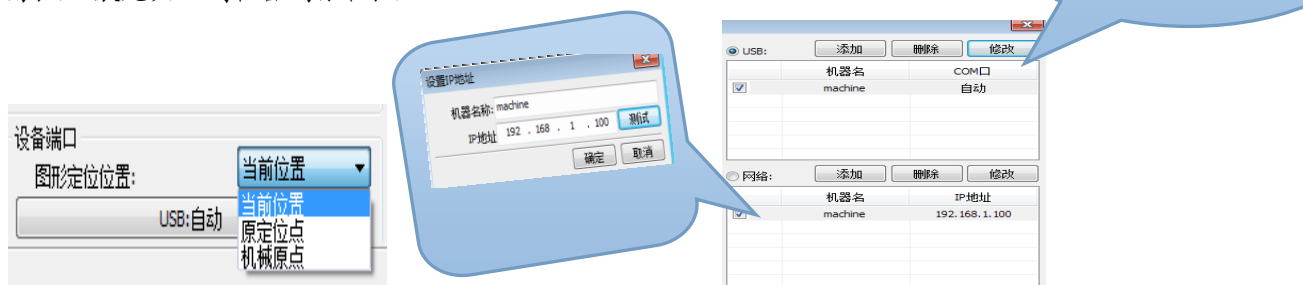 设备端口
图形定位位置:
当前位置
当前位置
原定位点
机械原点
USB:自动
设置IP地址
机器名称: machine
IP地址 192 . 168 . 1 . 100 测试
确定 取消
USB: 添加 删除 修改
机器名 COM口
machine 自动
网络: 添加 删除 修改
机器名 IP地址
machine 192.168.1.100